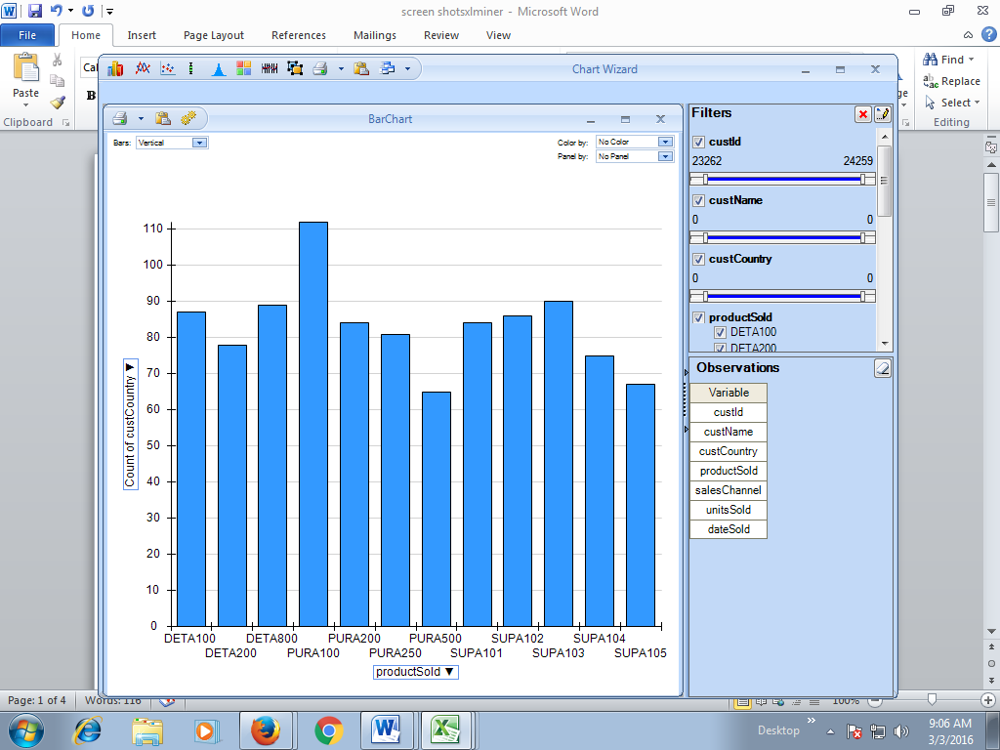 screen shotsxlminer - Microsoft Word
File Home Insert Page Layout References Mailings Review View
Paste
Clipboard
Cal
B
Find
Replace
Select
Editing
Chart Wizard
BarChart
Bars: Vertical
Color by: No Color
Panel by: No Panel
110
100
90
80
70
60
50
40
30
20
10
0
Count of custCountry ▼
DETA100 DETA800 PURA200 PURA500 SUPA102 SUPA104
DETA200 PURA100 PURA250 SUPA101 SUPA103 SUPA105
productSold ▼
Filters
custId
23262 24259
custName
0 0
custCountry
0 0
productSold
DETA100
DETA200
Observations
Variable
custId
custName
custCountry
productSold
salesChannel
unitsSold
dateSold
Page: 1 of 4 Words: 116 100%
Desktop
9:06 AM
3/3/2016